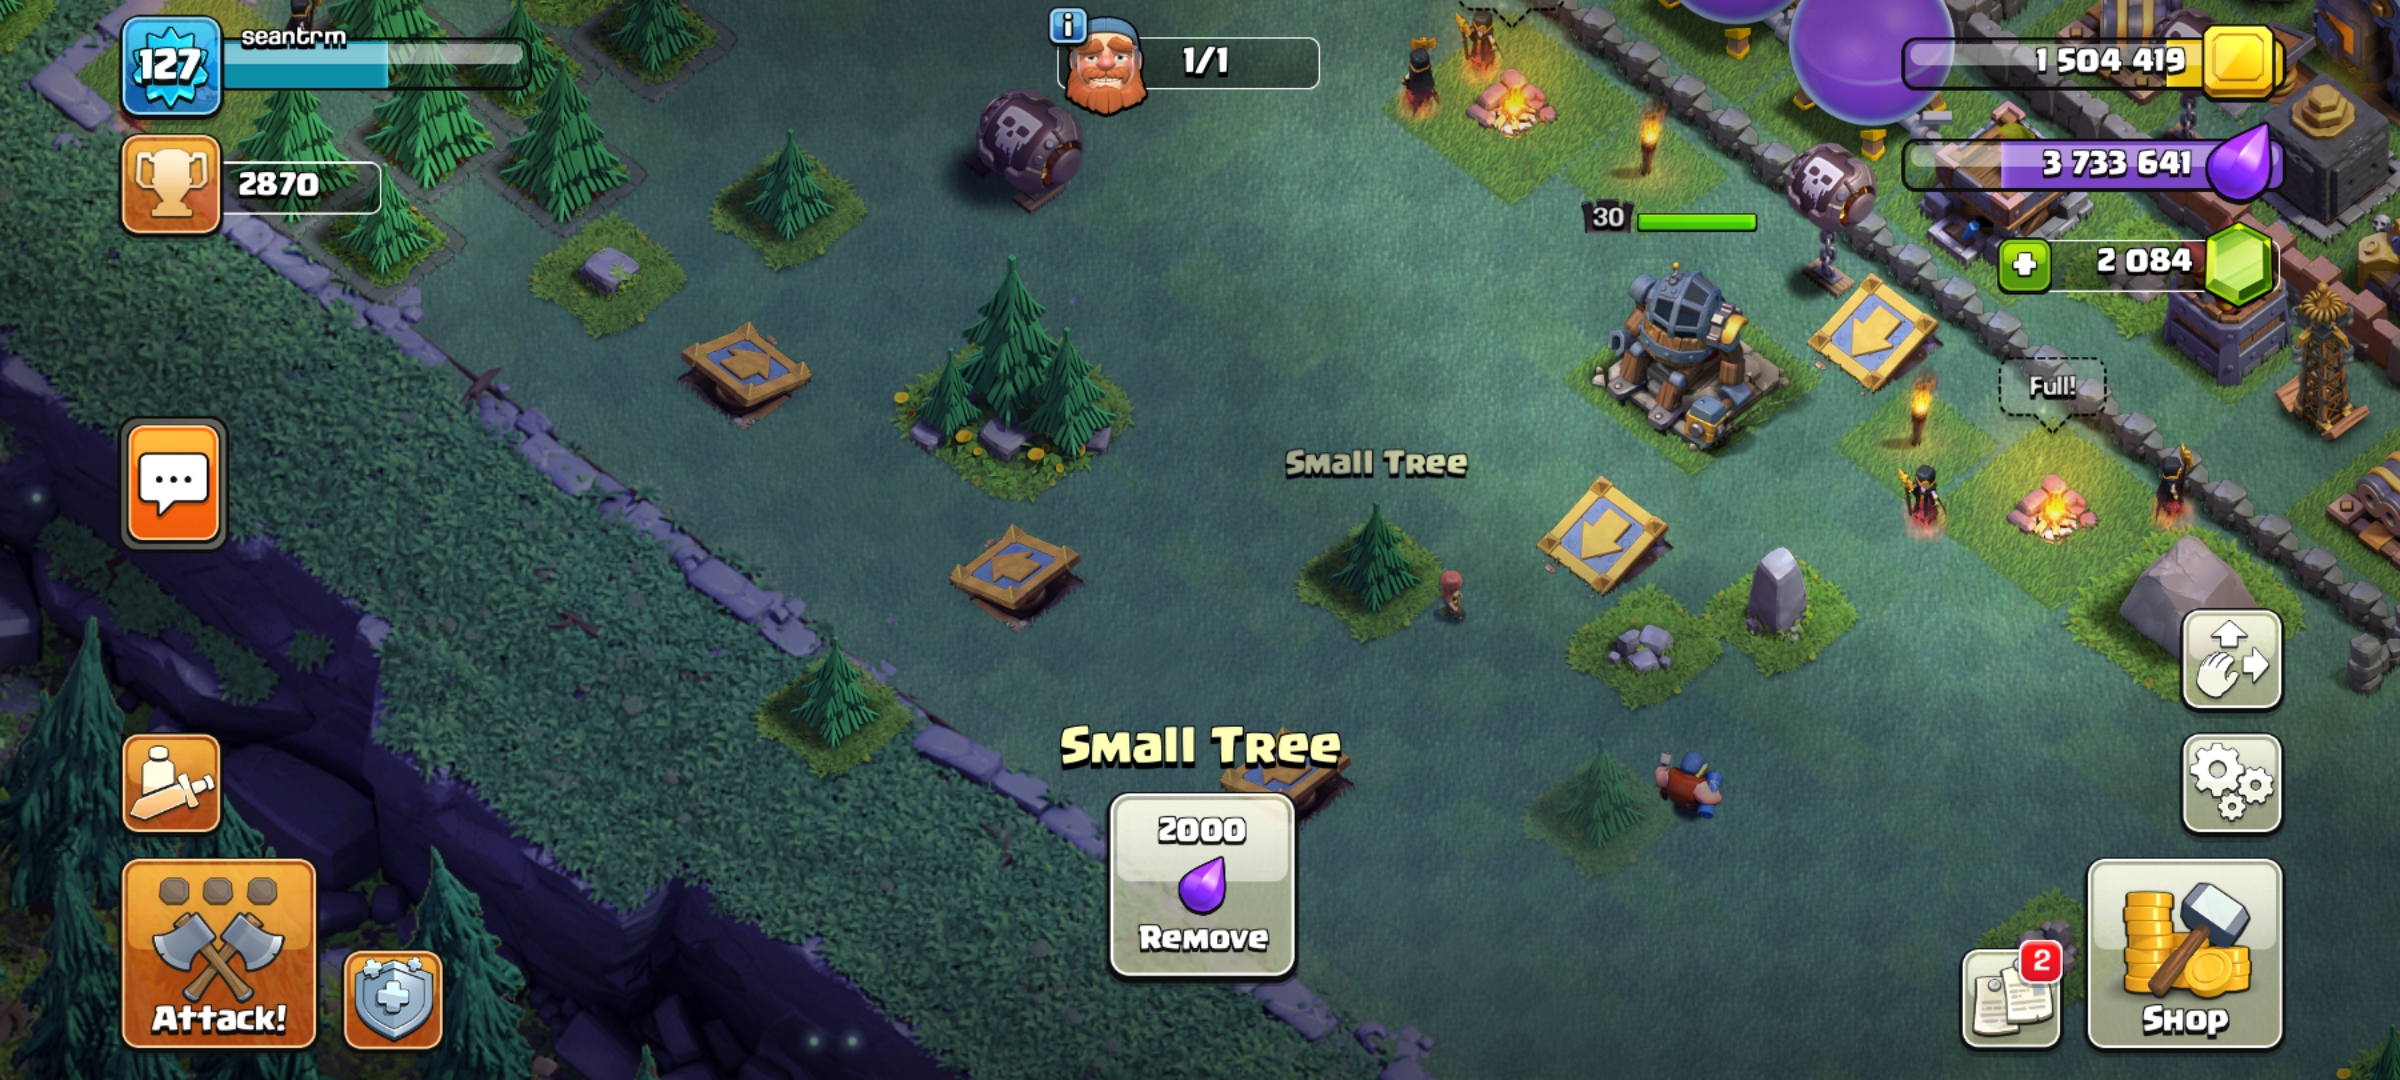 seantrm
127
1/1
1 504 419
2870
3 733 641
30
2 084
Full!
Small Tree
Small Tree
2000
Remove
Attack!
2
Shop